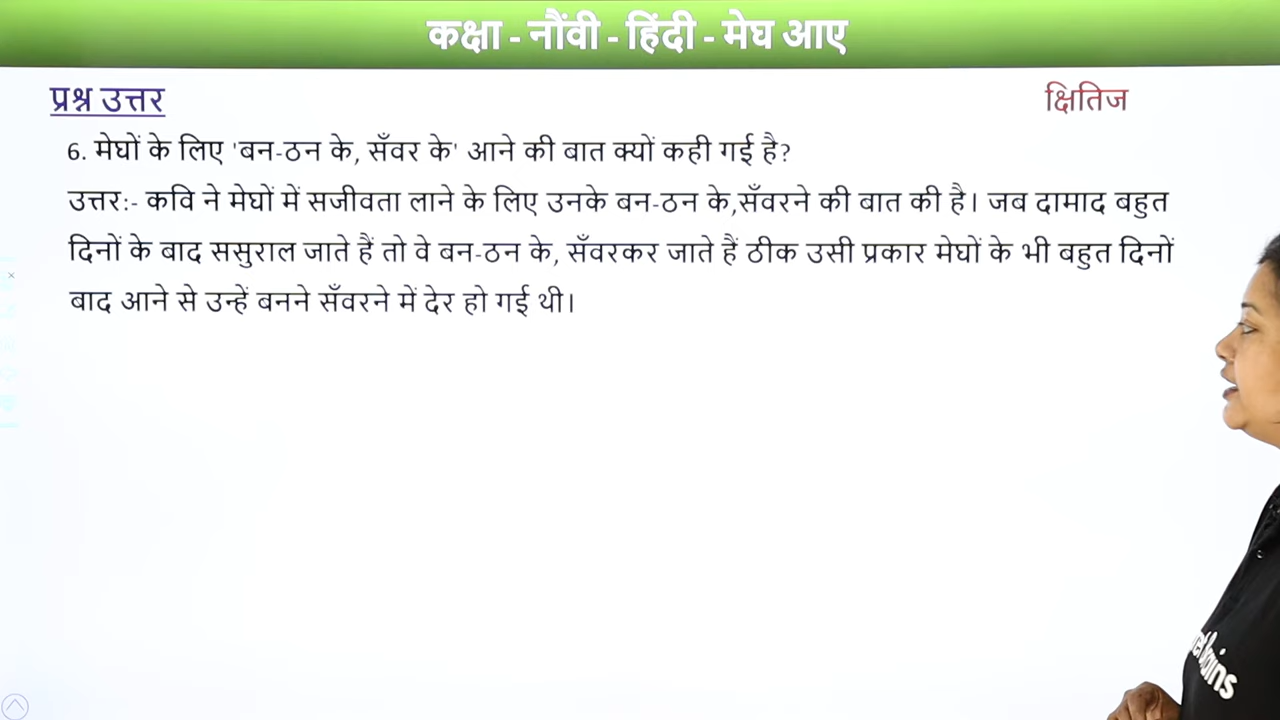 कक्षा - नौंवी - हिंदी - मेघ आए
प्रश्न उत्तर
क्षितिज
6. मेघों के लिए 'बन-ठन के, सँवर के' आने की बात क्यों कही गई है?
उत्तर:- कवि ने मेघों में सजीवता लाने के लिए उनके बन-ठन के,सँवरने की बात की है। जब दामाद बहुत
दिनों के बाद ससुराल जाते हैं तो वे बन-ठन के, सँवरकर जाते हैं ठीक उसी प्रकार मेघों के भी बहुत दिनों
बाद आने से उन्हें बनने सँवरने में देर हो गई थी।